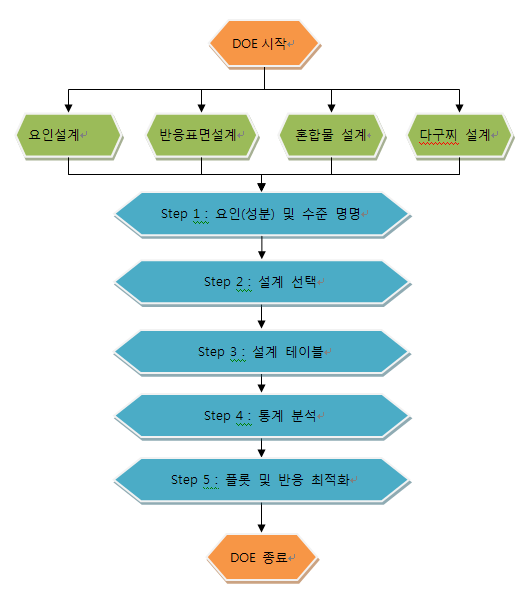 DOE 시작
요인설계
반응표면설계
혼합물 설계
다구찌 설계
Step 1 : 요인(성분) 및 수준 명명
Step 2 : 설계 선택
Step 3 : 설계 테이블
Step 4 : 통계 분석
Step 5 : 플롯 및 반응 최적화
DOE 종료